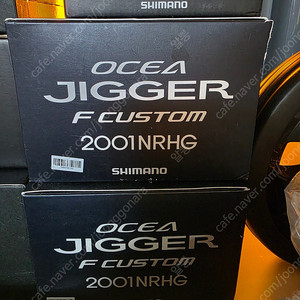 SHIMANO
OCEA
JIGGER
F CUSTOM
2001NRHG
SHIMANO
OCEA
JIGGER
F CUSTOM
2001NRHG